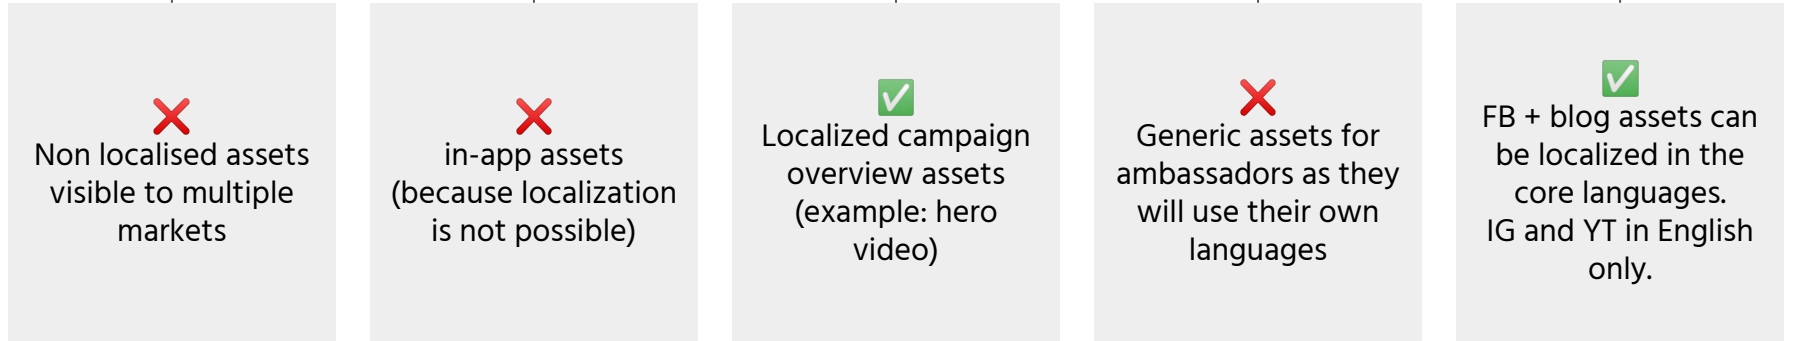 ❌
Non localised assets
visible to multiple
markets
❌
in-app assets
(because localization
is not possible)
✅
Localized campaign
overview assets
(example: hero
video)
❌
Generic assets for
ambassadors as they
will use their own
languages
✅
FB + blog assets can
be localized in the
core languages.
IG and YT in English
only.